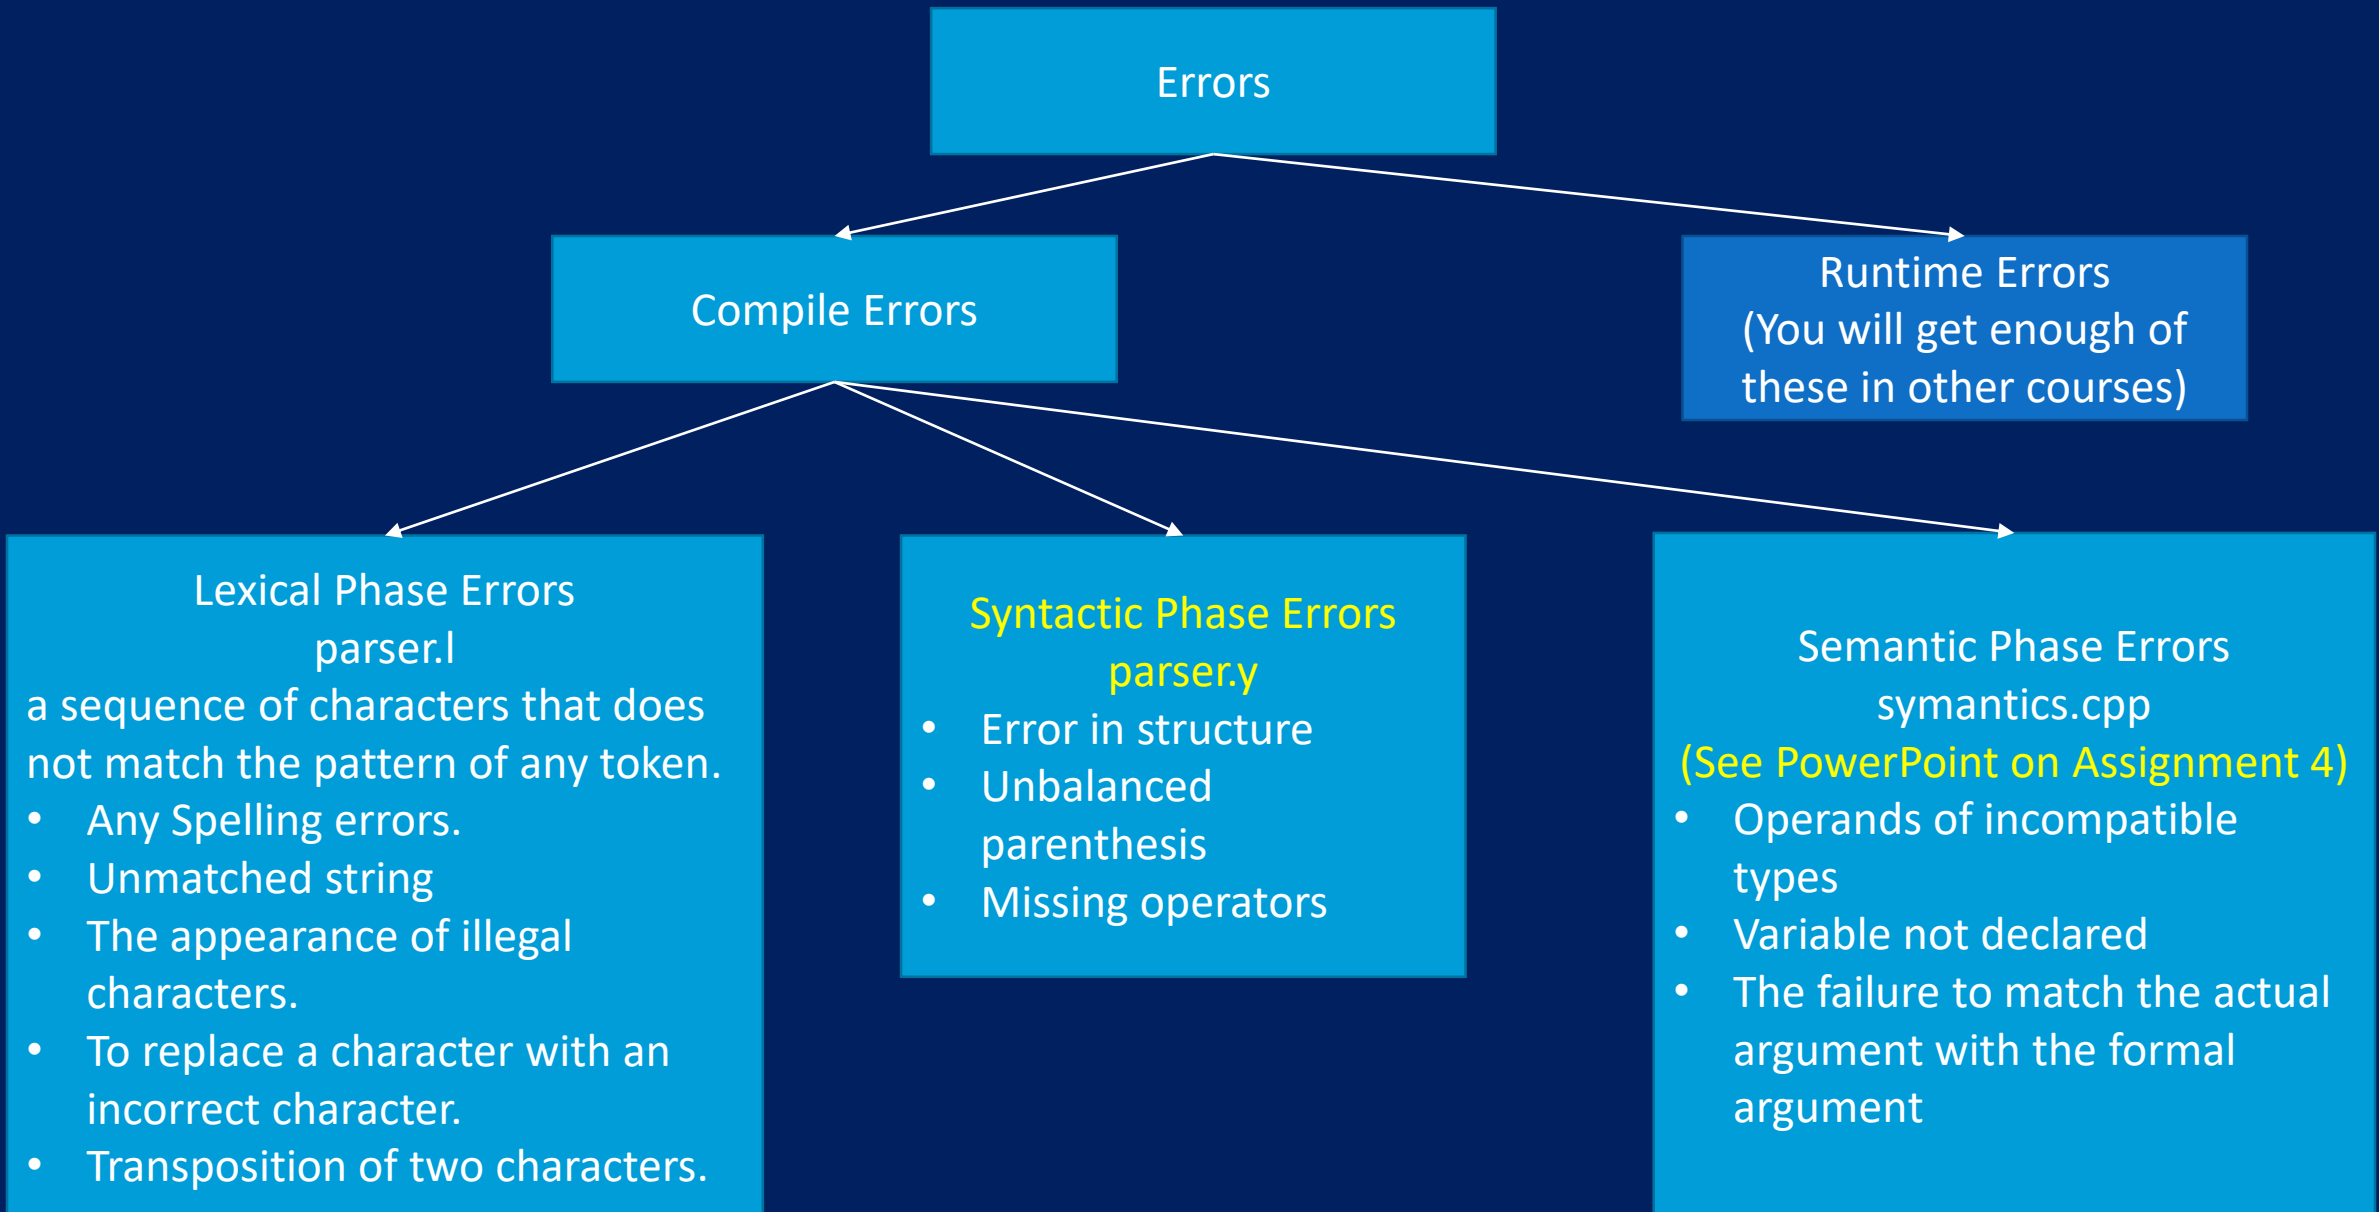 Errors
Compile Errors
Runtime Errors
(You will get enough of
these in other courses)
Lexical Phase Errors
parser.l
a sequence of characters that does
not match the pattern of any token.
• Any Spelling errors.
• Unmatched string
• The appearance of illegal
characters.
• To replace a character with an
incorrect character.
• Transposition of two characters.
Syntactic Phase Errors
parser.y
• Error in structure
• Unbalanced
parenthesis
• Missing operators
Semantic Phase Errors
symantics.cpp
(See PowerPoint on Assignment 4)
• Operands of incompatible
types
• Variable not declared
• The failure to match the actual
argument with the formal
argument